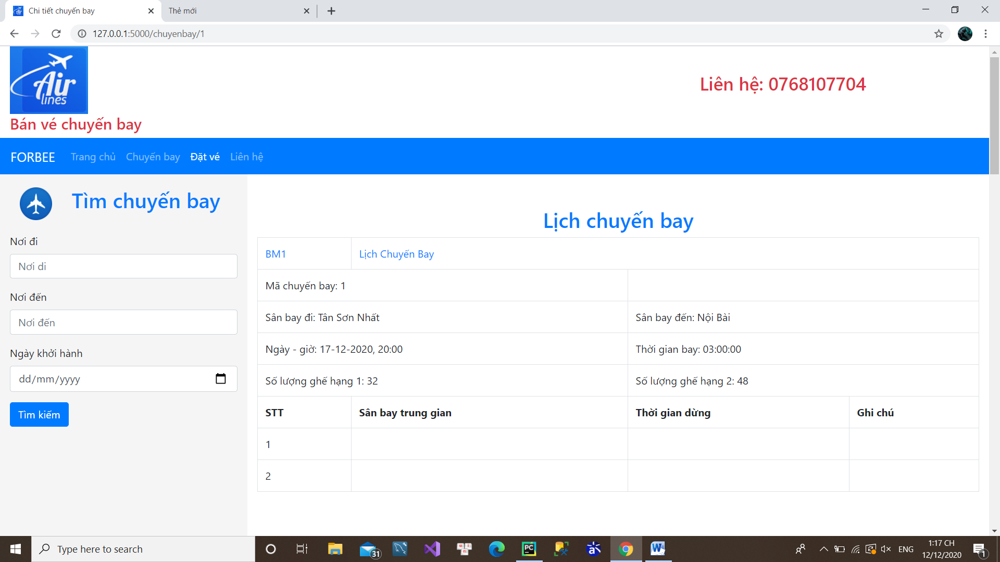 Chi tiết chuyến bay
Thẻ mới
127.0.0.1:5000/chuyenbay/1
Air
lines
Liên hệ: 0768107704
Bán vé chuyến bay
FORBEE Trang chủ Chuyến bay Đặt vé Liên hệ
Tìm chuyến bay
Nơi đi
Nơi di
Nơi đến
Nơi đến
Ngày khởi hành
dd/mm/yyyy
Tìm kiếm
Lịch chuyến bay
BM1 Lịch Chuyến Bay
Mã chuyến bay: 1
Sân bay đi: Tân Sơn Nhất Sân bay đến: Nội Bài
Ngày - giờ: 17-12-2020, 20:00 Thời gian bay: 03:00:00
Số lượng ghế hạng 1: 32 Số lượng ghế hạng 2: 48
STT Sân bay trung gian Thời gian dừng Ghi chú
1
2
Type here to search
31
PC
W
ENG
1:17 CH
12/12/2020
1